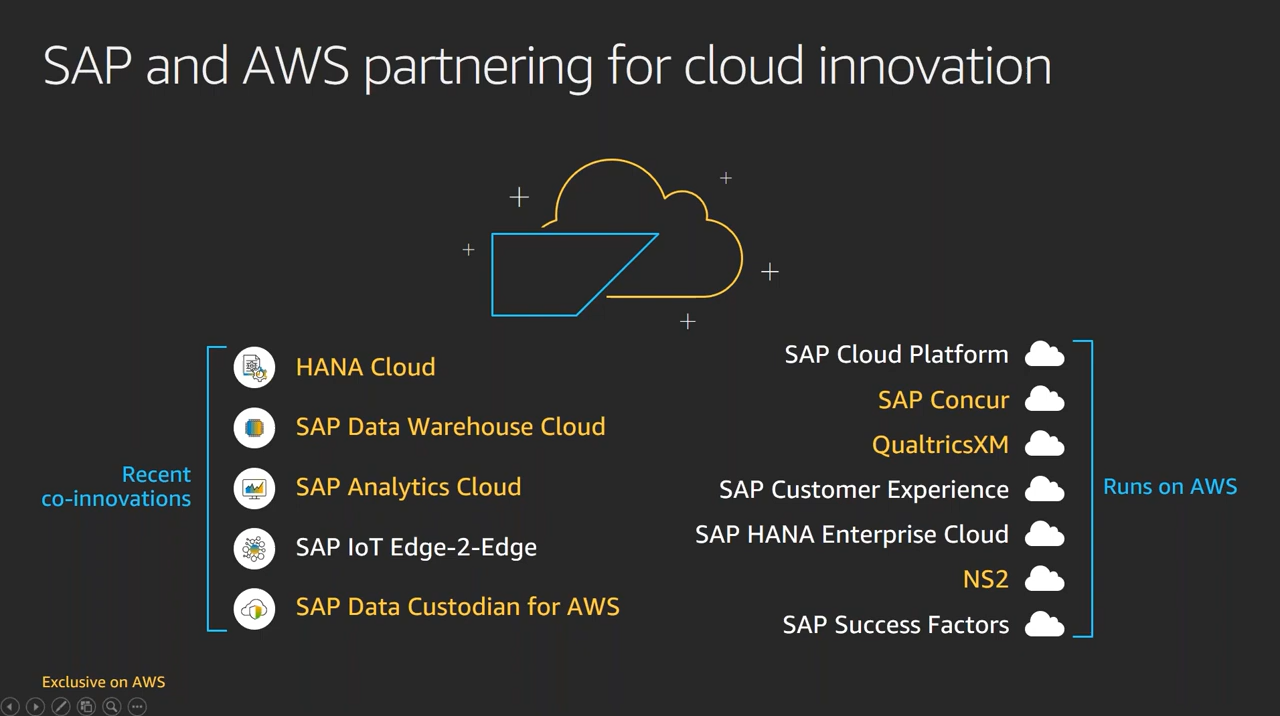 SAP and AWS partnering for cloud innovation
Recent
co-innovations
HANA Cloud
SAP Data Warehouse Cloud
SAP Analytics Cloud
SAP IoT Edge-2-Edge
SAP Data Custodian for AWS
SAP Cloud Platform
SAP Concur
QualtricsXM
SAP Customer Experience
SAP HANA Enterprise Cloud
NS2
SAP Success Factors
Runs on AWS
Exclusive on AWS